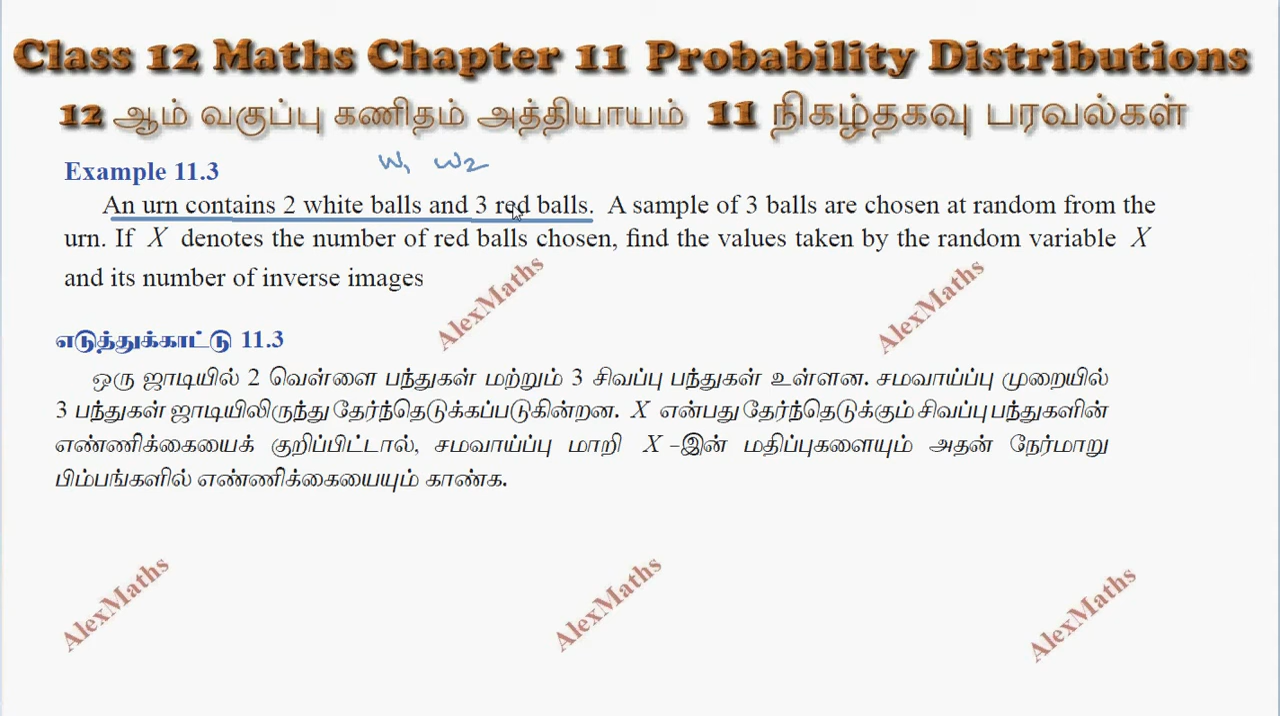 Class 12 Maths Chapter 11 Probability Distributions
12 ஆம் வகுப்பு கணிதம் அத்தியாயம் 11 நிகழ்தகவு பரவல்கள்
Example 11.3
W1 W2
An urn contains 2 white balls and 3 red balls. A sample of 3 balls are chosen at random from the
urn. If X denotes the number of red balls chosen, find the values taken by the random variable X
and its number of inverse images
AlexMaths
AlexMaths
எடுத்துக்காட்டு 11.3
ஒரு ஜாடியில் 2 வெள்ளை பந்துகள் மற்றும் 3 சிவப்பு பந்துகள் உள்ளன. சமவாய்ப்பு முறையில்
3 பந்துகள் ஜாடியிலிருந்து தேர்ந்தெடுக்கப்படுகின்றன. X என்பது தேர்ந்தெடுக்கும் சிவப்பு பந்துகளின்
எண்ணிக்கையைக் குறிப்பிட்டால், சமவாய்ப்பு மாறி X -இன் மதிப்புகளையும் அதன் நேர்மாறு
பிம்பங்களில் எண்ணிக்கையையும் காண்க.
AlexMaths
AlexMaths
AlexMaths